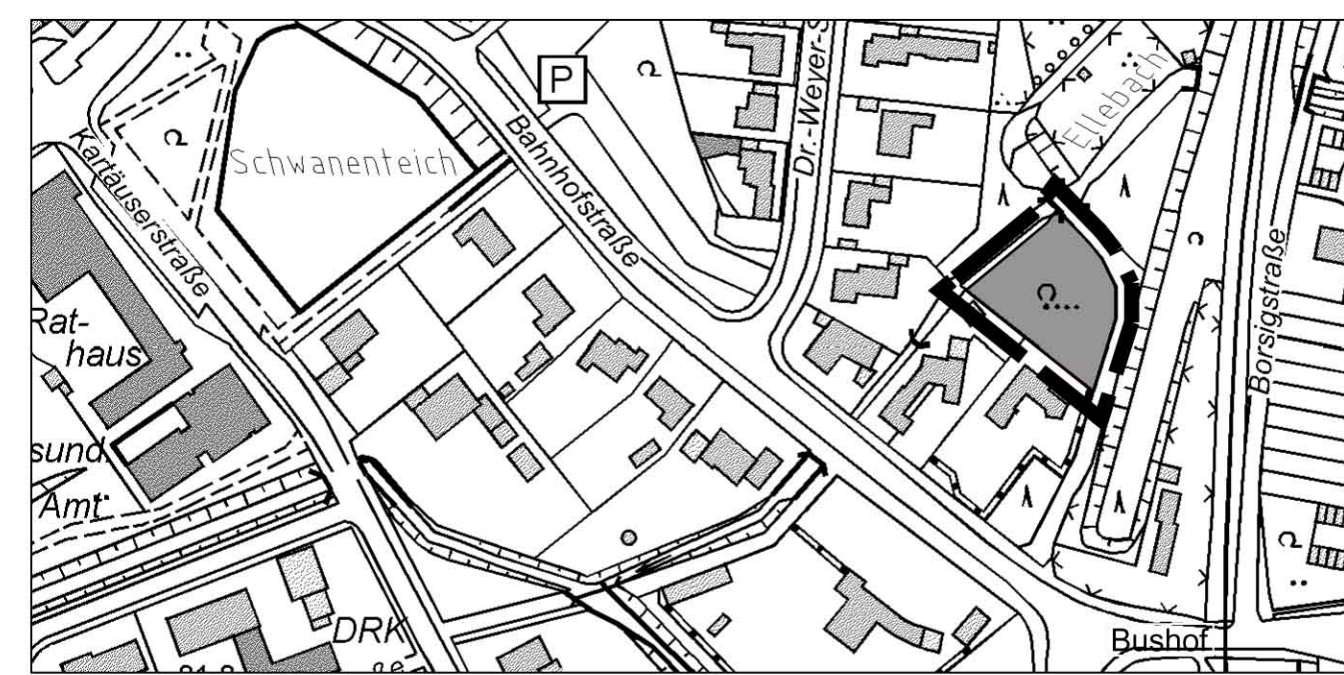 P
Schwanenteich
Kartäuserstraße
Bahnhofstraße
Dr.-Weyer-S
Ellebach
Borsigstraße
Rat-
haus
sund.
Amt
DRK
Bushof